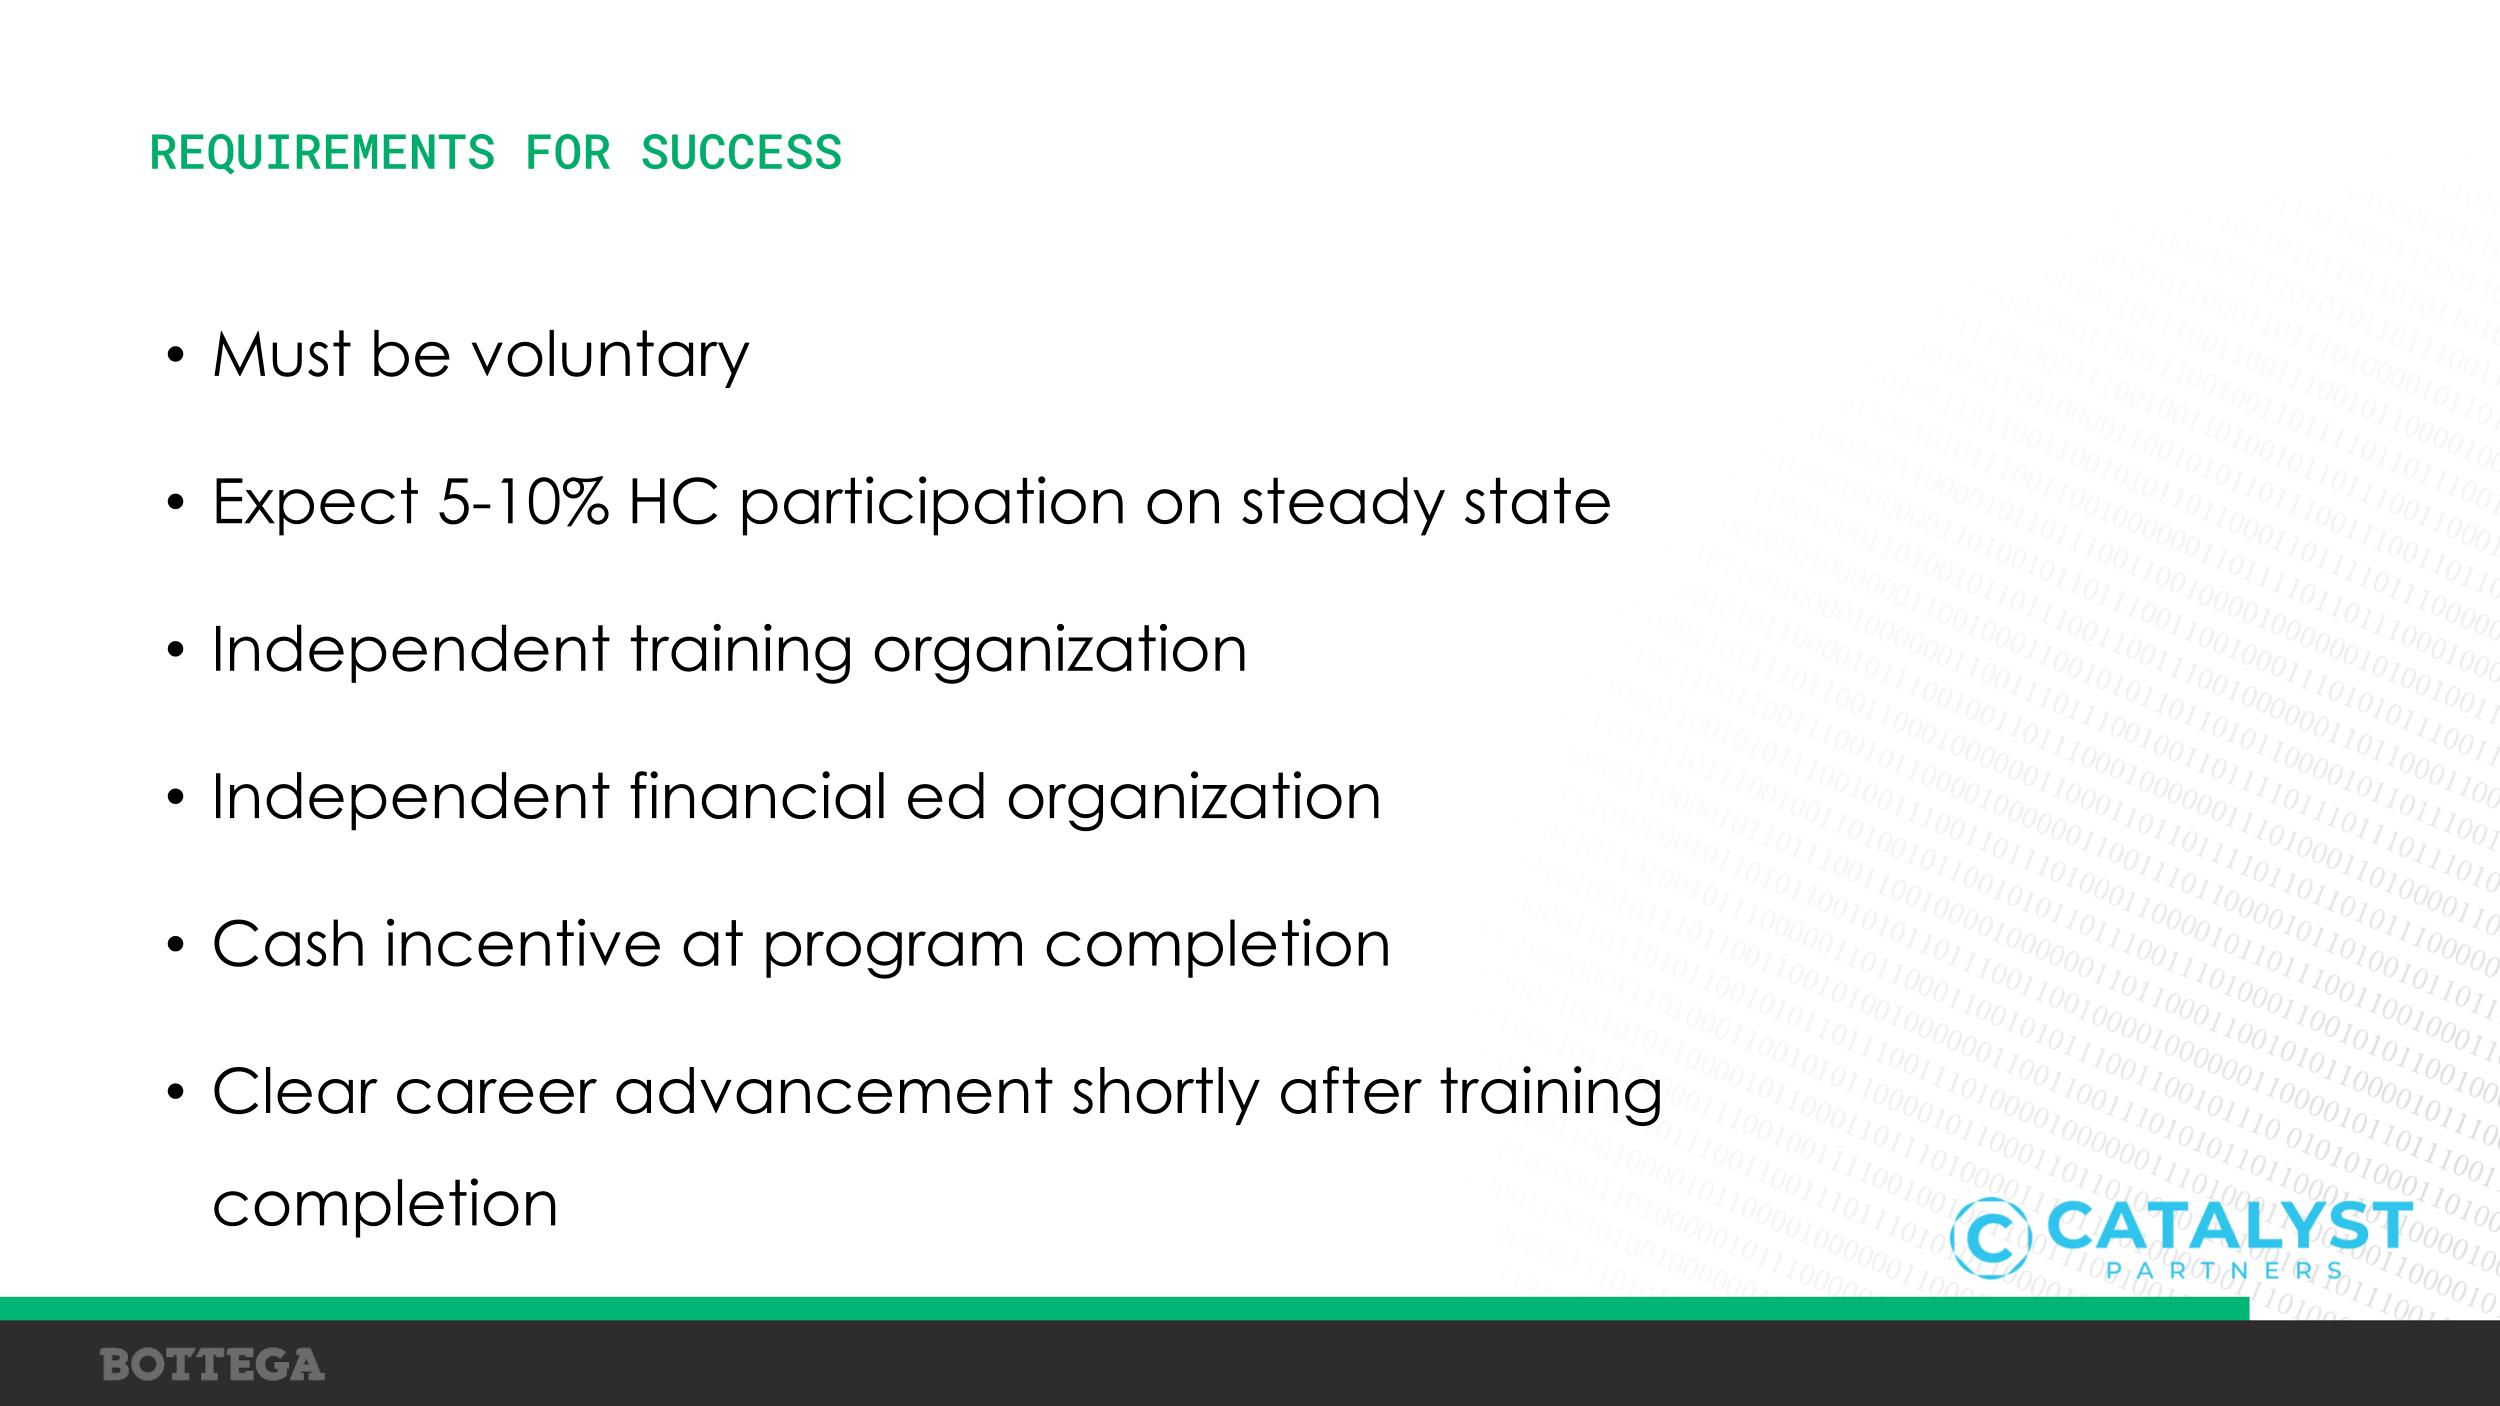 REQUIREMENTS FOR SUCCESS
• Must be voluntary
• Expect 5-10% HC participation on steady state
• Independent training organization
• Independent financial ed organization
• Cash incentive at program completion
• Clear career advancement shortly after training
completion
CATALYST
PARTNERS
BOTTEGA